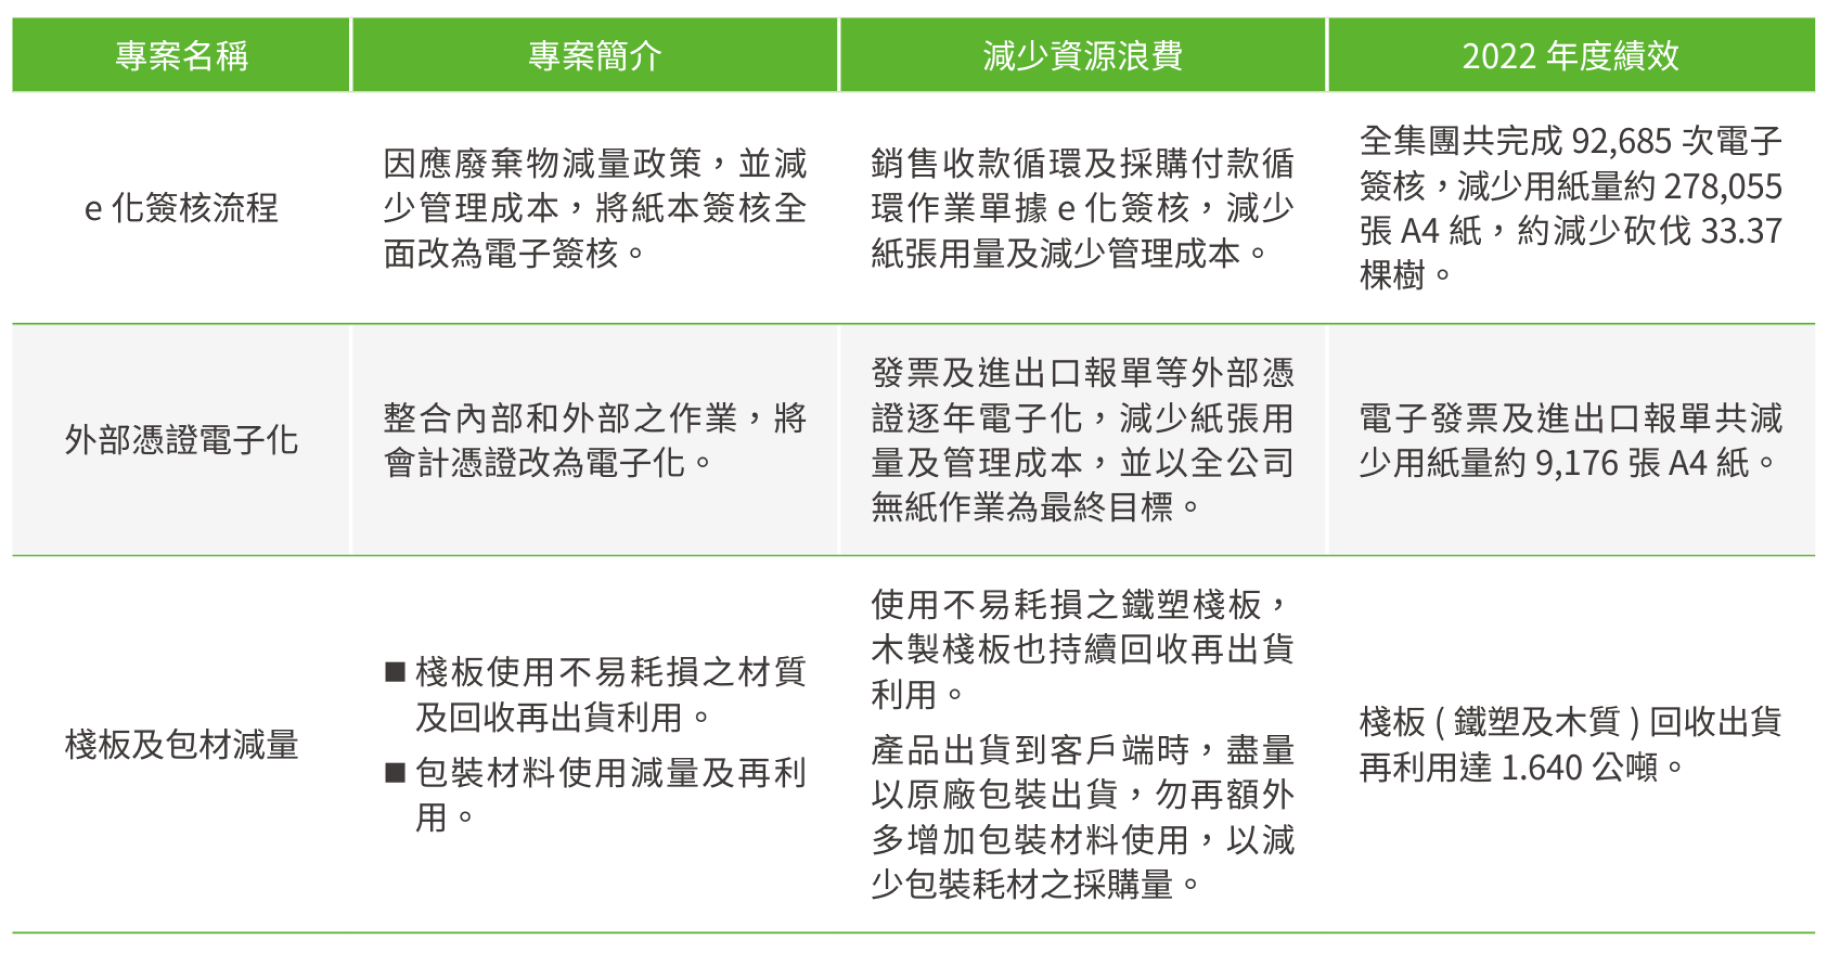 專案名稱
專案簡介
減少資源浪費
2022 年度績效
e 化簽核流程
因應廢棄物減量政策，並減
少管理成本，將紙本簽核全
面改為電子簽核。
銷售收款循環及採購付款循
環作業單據 e 化簽核，減少
紙張用量及減少管理成本。
全集團共完成 92,685 次電子
簽核，減少用紙量約 278,055
張 A4 紙，約減少砍伐 33.37
棵樹。
外部憑證電子化
整合內部和外部之作業，將
會計憑證改為電子化。
發票及進出口報單等外部憑
證逐年電子化，減少紙張用
量及管理成本，並以全公司
無紙作業為最終目標。
電子發票及進出口報單共減
少用紙量約 9,176 張 A4 紙。
棧板及包材減量
■ 棧板使用不易耗損之材質
及回收再出貨利用。
■ 包裝材料使用減量及再利
用。
使用不易耗損之鐵塑棧板，
木製棧板也持續回收再出貨
利用。
產品出貨到客戶端時，盡量
以原廠包裝出貨，勿再額外
多增加包裝材料使用，以減
少包裝耗材之採購量。
棧板 ( 鐵塑及木質 ) 回收出貨
再利用達 1.640 公噸。